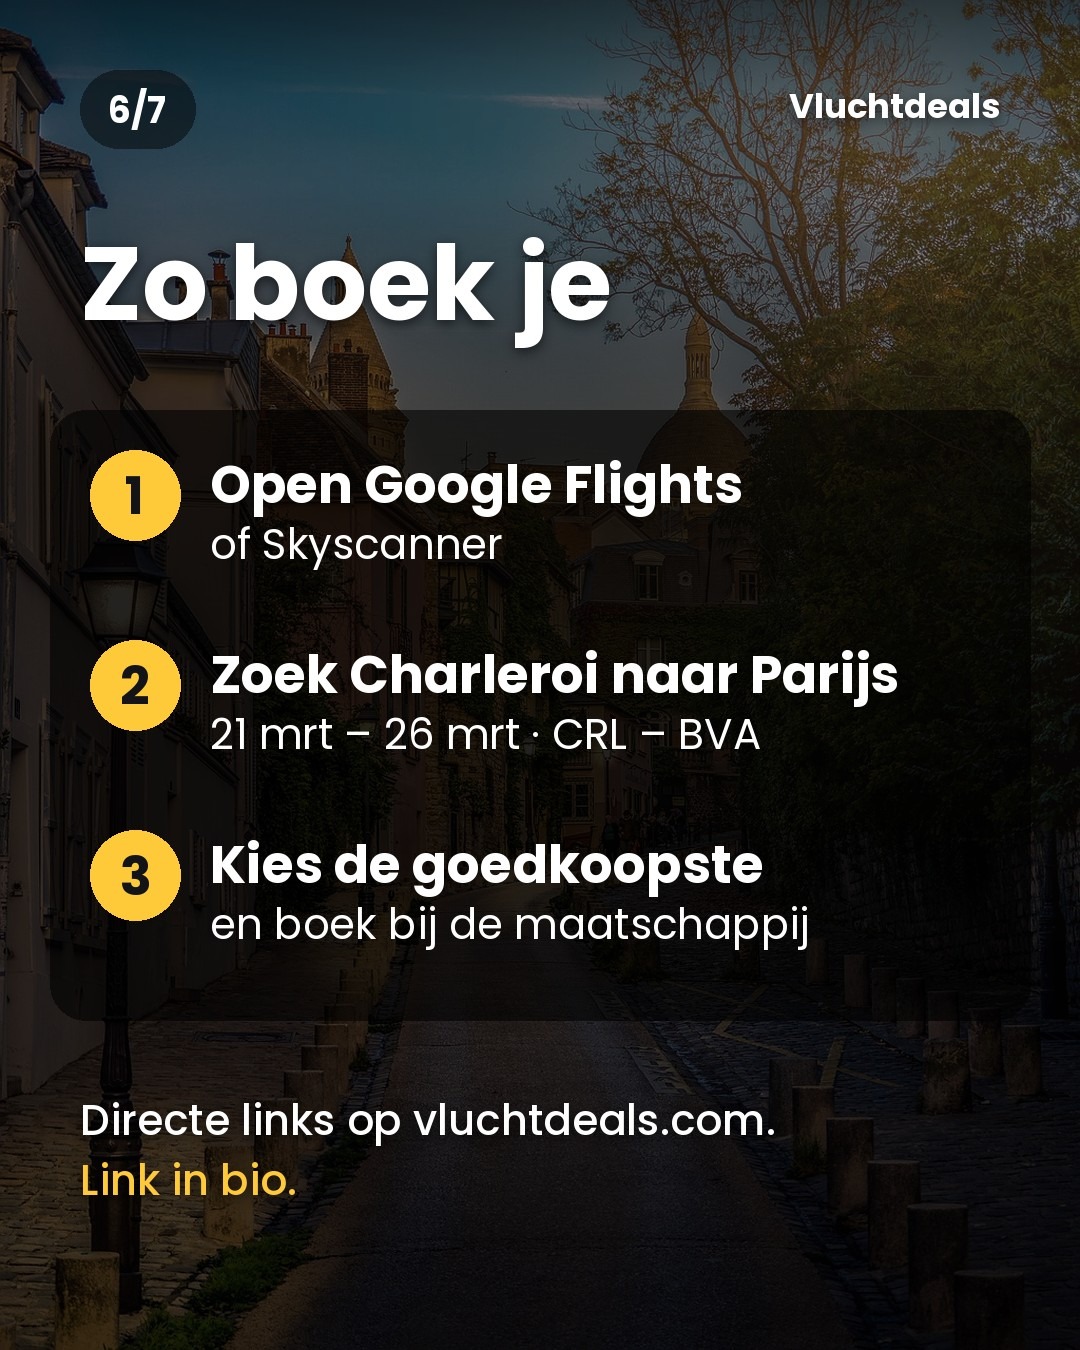 6/7
Vluchtdeals
Zo boek je
1
Open Google Flights
of Skyscanner
2
Zoek Charleroi naar Parijs
21 mrt – 26 mrt · CRL – BVA
3
Kies de goedkoopste
en boek bij de maatschappij
Directe links op vluchtdeals.com.
Link in bio.